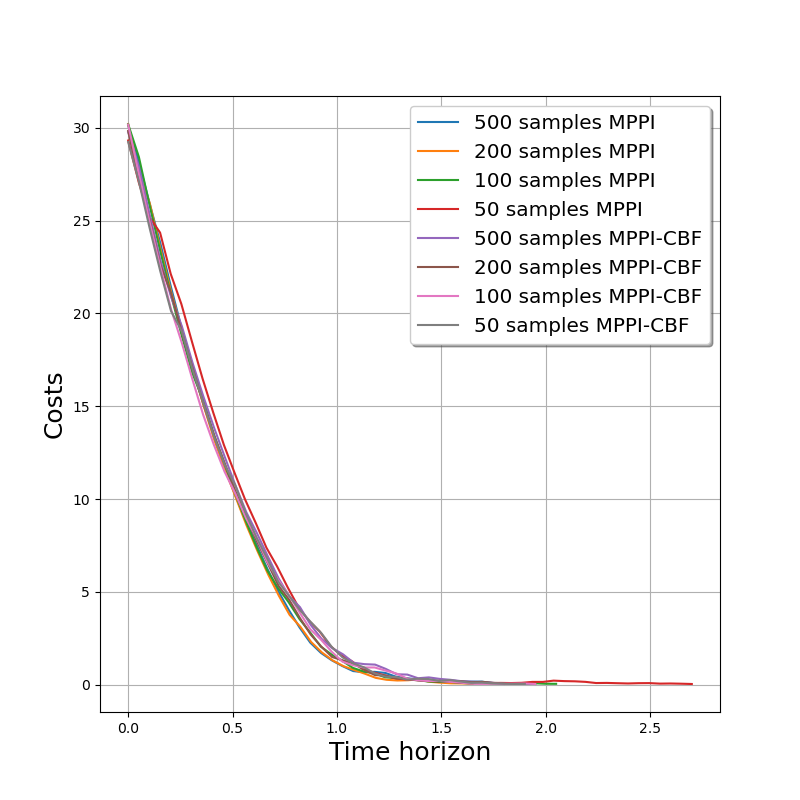 30
25
20
15
10
5
0
Costs
500 samples MPPI
200 samples MPPI
100 samples MPPI
50 samples MPPI
500 samples MPPI-CBF
200 samples MPPI-CBF
100 samples MPPI-CBF
50 samples MPPI-CBF
0.0 0.5 1.0 1.5 2.0 2.5
Time horizon